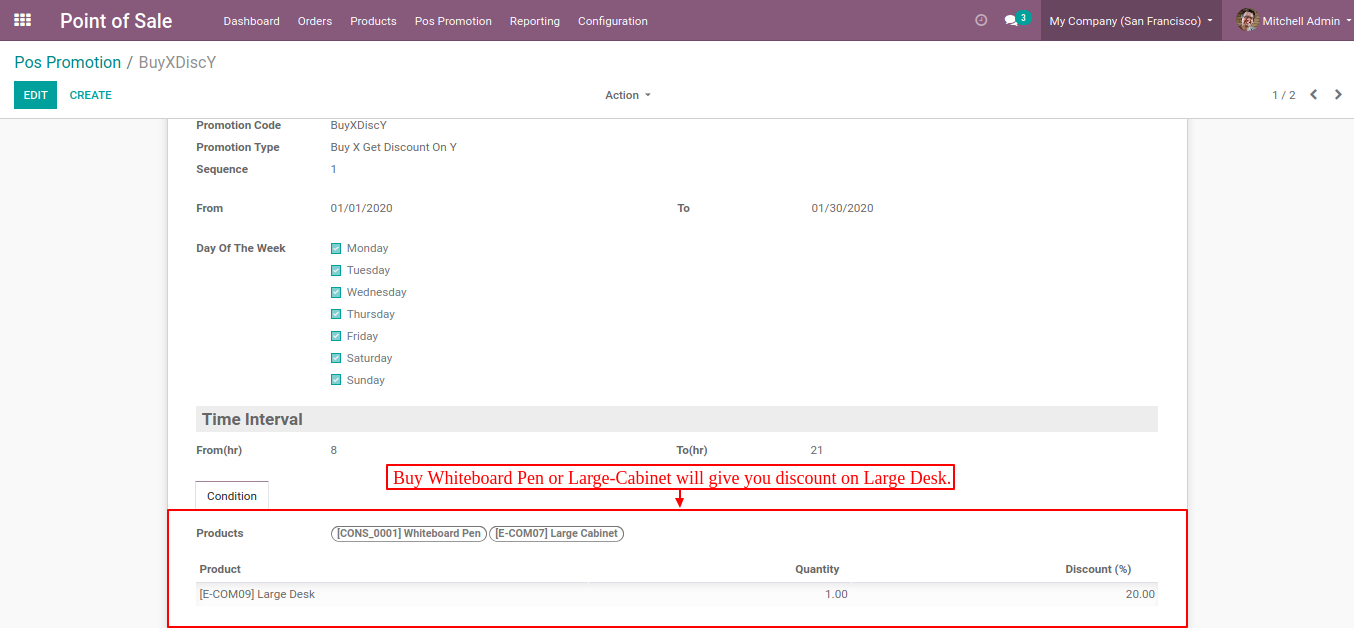 Point of Sale Dashboard Orders Products Pos Promotion Reporting Configuration 3 My Company (San Francisco) Mitchell Admin
Pos Promotion / BuyXDiscY
EDIT CREATE Action 1 / 2
Promotion Code BuyXDiscY
Promotion Type Buy X Get Discount On Y
Sequence 1
From 01/01/2020 To 01/30/2020
Day Of The Week Monday
Tuesday
Wednesday
Thursday
Friday
Saturday
Sunday
Time Interval
From(hr) 8 To(hr) 21
Buy Whiteboard Pen or Large-Cabinet will give you discount on Large Desk.
Condition
Products [CONS_0001] Whiteboard Pen [E-COM07] Large Cabinet
Product Quantity Discount (%)
[E-COM09] Large Desk 1.00 20.00